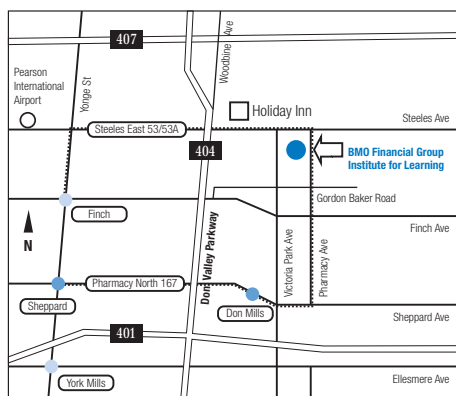 407
Woodbine Ave
Pearson
International
Airport
Yonge St
Holiday Inn
Steeles Ave
Steeles East 53/53A
404
BMO Financial Group
Institute for Learning
Gordon Baker Road
Finch
Finch Ave
N
Don Valley Parkway
Victoria Park Ave
Pharmacy Ave
Pharmacy North 167
Sheppard
Don Mills
Sheppard Ave
401
York Mills
Ellesmere Ave